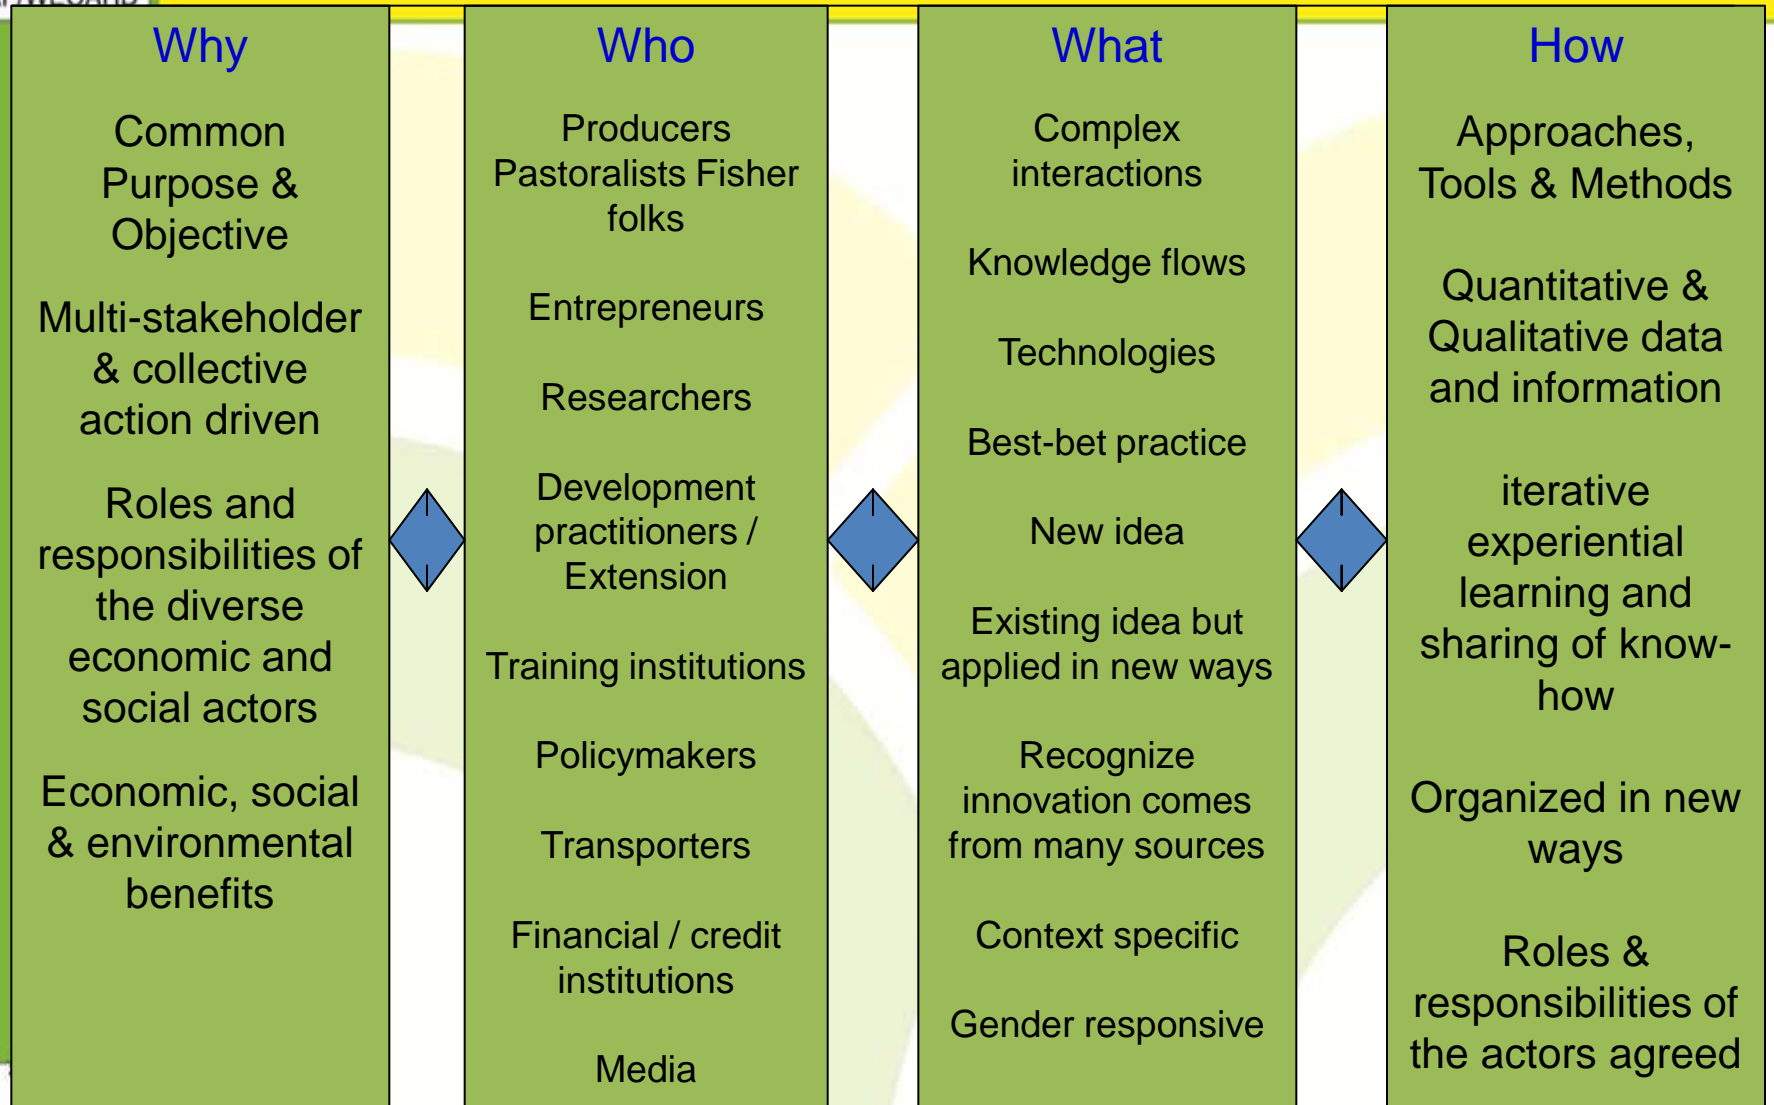 Why
Common
Purpose &
Objective
Multi-stakeholder
& collective
action driven
Roles and
responsibilities of
the diverse
economic and
social actors
Economic, social
& environmental
benefits
Who
Producers
Pastoralists Fisher
folks
Entrepreneurs
Researchers
Development
practitioners /
Extension
Training institutions
Policymakers
Transporters
Financial / credit
institutions
Media
What
Complex
interactions
Knowledge flows
Technologies
Best-bet practice
New idea
Existing idea but
applied in new ways
Recognize
innovation comes
from many sources
Context specific
Gender responsive
How
Approaches,
Tools & Methods
Quantitative &
Qualitative data
and information
iterative
experiential
learning and
sharing of know-
how
Organized in new
ways
Roles &
responsibilities of
the actors agreed